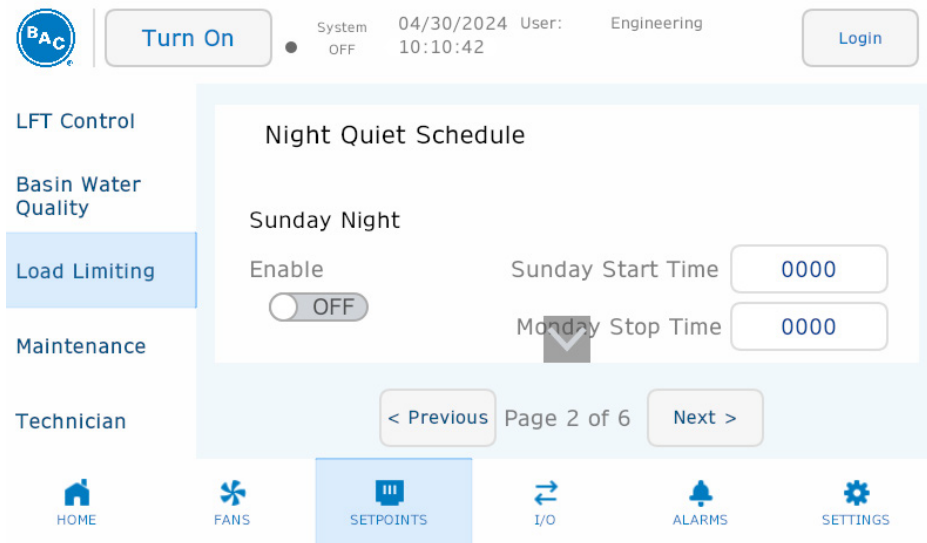 BAC
Turn On
System
OFF
04/30/2024 User: Engineering
10:10:42
Login
LFT Control
Basin Water
Quality
Load Limiting
Maintenance
Technician
Night Quiet Schedule
Sunday Night
Enable
OFF
Sunday Start Time 0000
Monday Stop Time 0000
< Previous Page 2 of 6 Next >
HOME FANS SETPOINTS I/O ALARMS SETTINGS